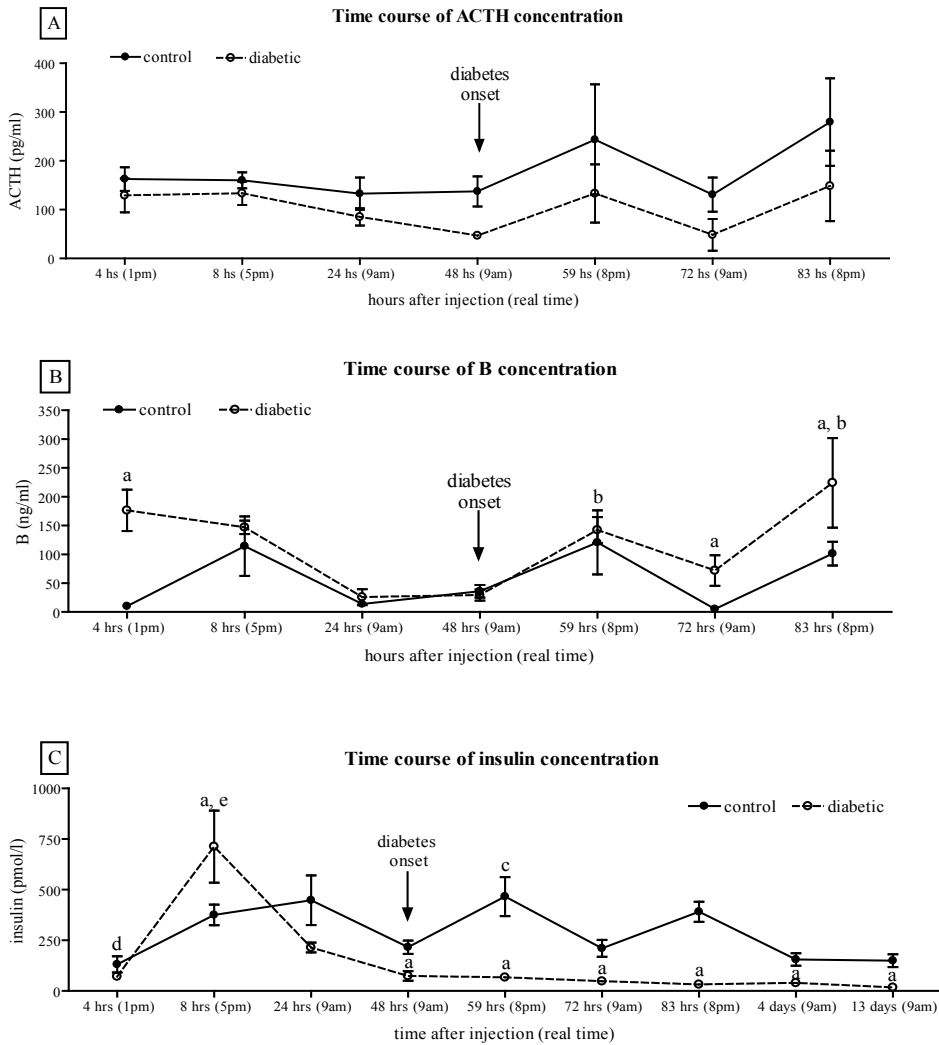 A
Time course of ACTH concentration
control
diabetic
400
300
200
100
0
ACTH (pg/ml)
diabetes
onset
4 hs (1pm) 8 hs (5pm) 24 hs (9am) 48 hs (9am) 59 hs (8pm) 72 hs (9am) 83 hs (8pm)
hours after injection (real time)
B
Time course of B concentration
control
diabetic
350
300
250
200
150
100
50
0
B (ng/ml)
a
diabetes
onset
b
a
a, b
4 hrs (1pm) 8 hrs (5pm) 24 hrs (9am) 48 hrs (9am) 59 hrs (8pm) 72 hrs (9am) 83 hrs (8pm)
hours after injection (real time)
C
Time course of insulin concentration
control
diabetic
1000
750
500
250
0
insulin (pmol/l)
d
a, e
diabetes
onset
a
c
a
a
a
a
a
4 hrs (1pm) 8 hrs (5pm) 24 hrs (9am) 48 hrs (9am) 59 hrs (8pm) 72 hrs (9am) 83 hrs (8pm) 4 days (9am) 13 days (9am)
time after injection (real time)